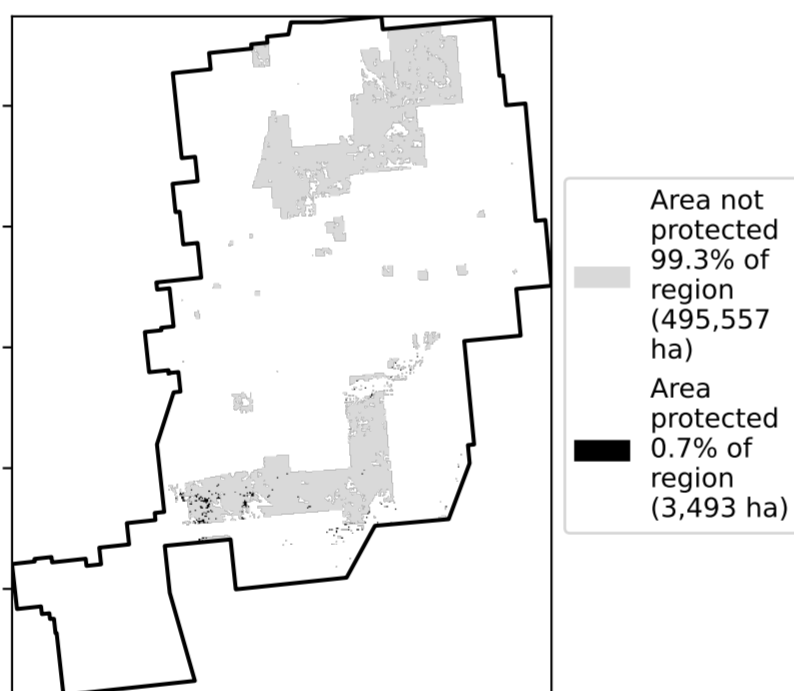 Area not
protected
99.3% of
region
(495,557
ha)
Area
protected
0.7% of
region
(3,493 ha)